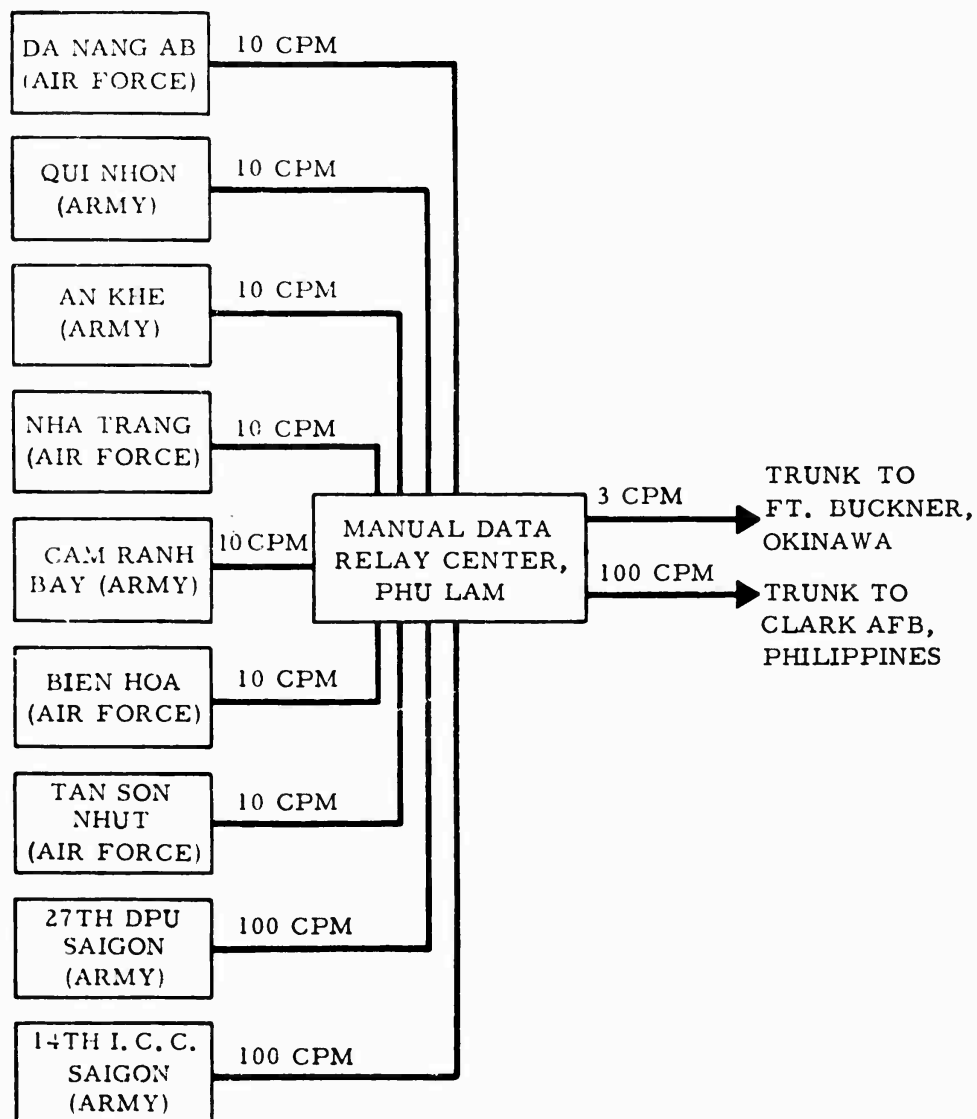 DA NANG AB
(AIR FORCE)
10 CPM
QUI NHON
(ARMY)
10 CPM
AN KHE
(ARMY)
10 CPM
NHA TRANG
(AIR FORCE)
10 CPM
CAM RANH
BAY (ARMY)
10 CPM
BIEN HOA
(AIR FORCE)
10 CPM
TAN SON
NHUT
(AIR FORCE)
10 CPM
27TH DPU
SAIGON
(ARMY)
100 CPM
14TH I.C.C.
SAIGON
(ARMY)
100 CPM
MANUAL DATA
RELAY CENTER,
PHU LAM
3 CPM
TRUNK TO
FT. BUCKNER,
OKINAWA
100 CPM
TRUNK TO
CLARK AFB,
PHILIPPINES